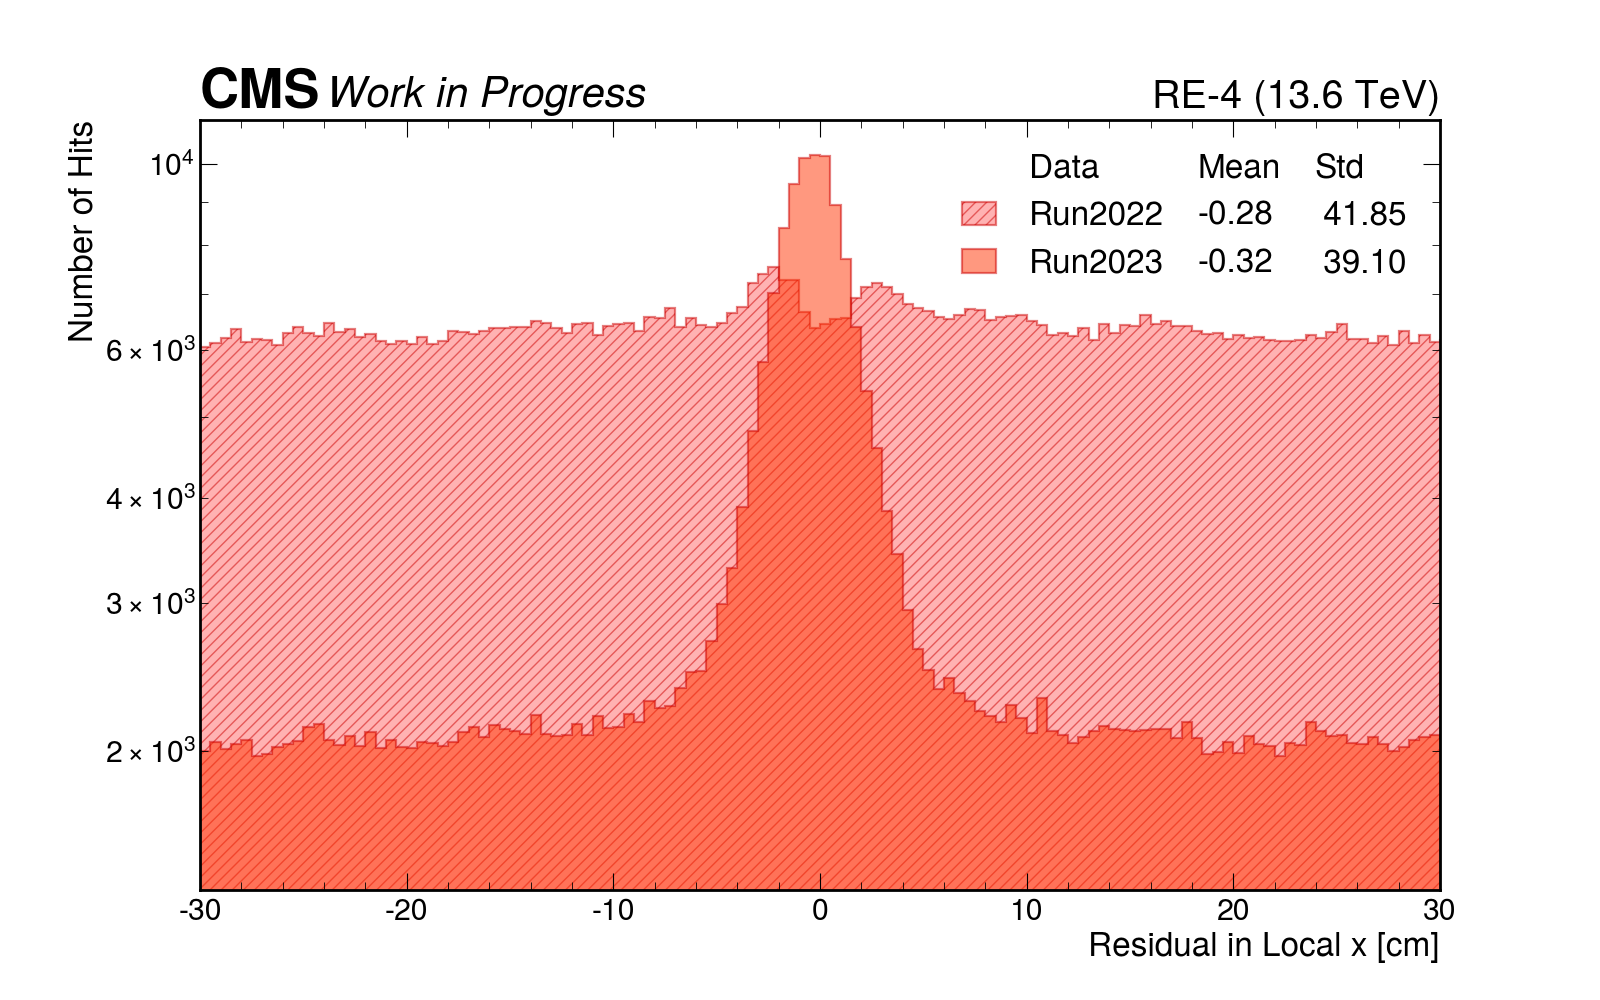 CMS Work in Progress RE-4 (13.6 TeV)
Number of Hits
10⁴
6 × 10³
4 × 10³
3 × 10³
2 × 10³
Data Mean Std
Run2022 -0.28 41.85
Run2023 -0.32 39.10
-30 -20 -10 0 10 20 30
Residual in Local x [cm]